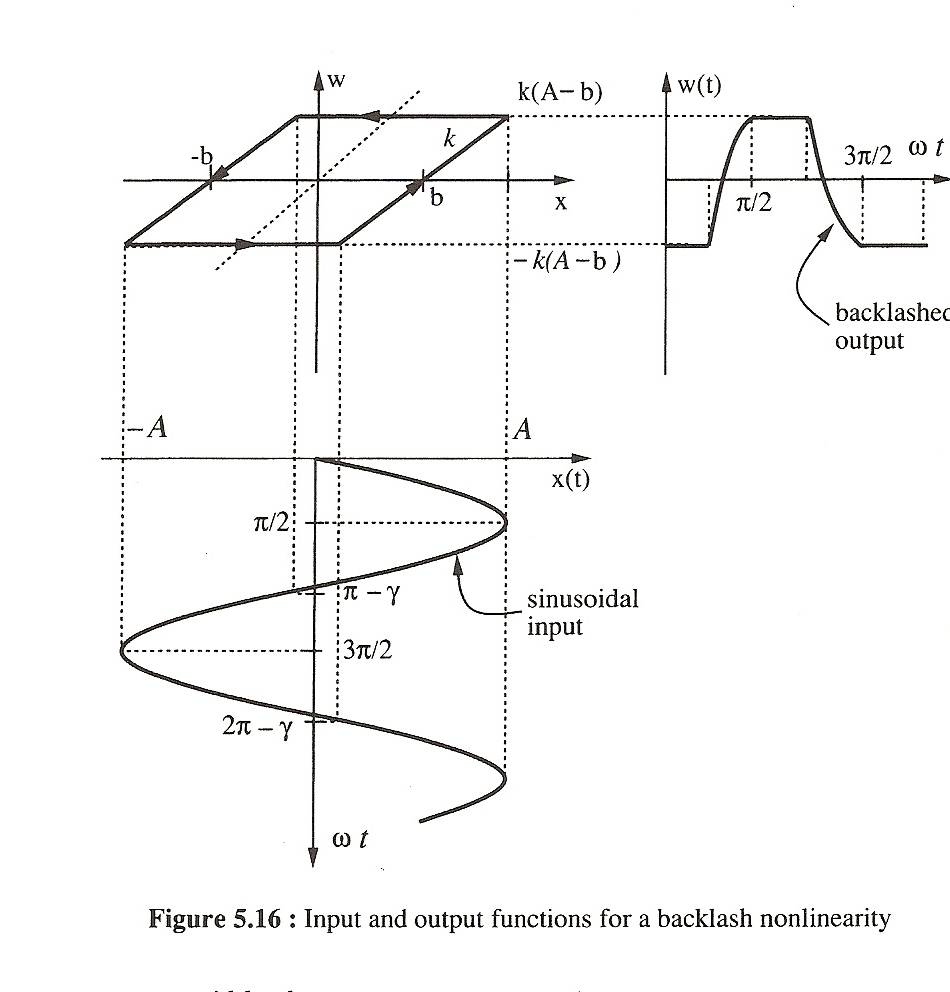 w
k(A−b)
w(t)
-b
k
3π/2
ω t
b
x
π/2
−k(A−b)
backlashed
output
−A
A
x(t)
π/2
π − γ
sinusoidal
input
3π/2
2π − γ
ω t
Figure 5.16 : Input and output functions for a backlash nonlinearity